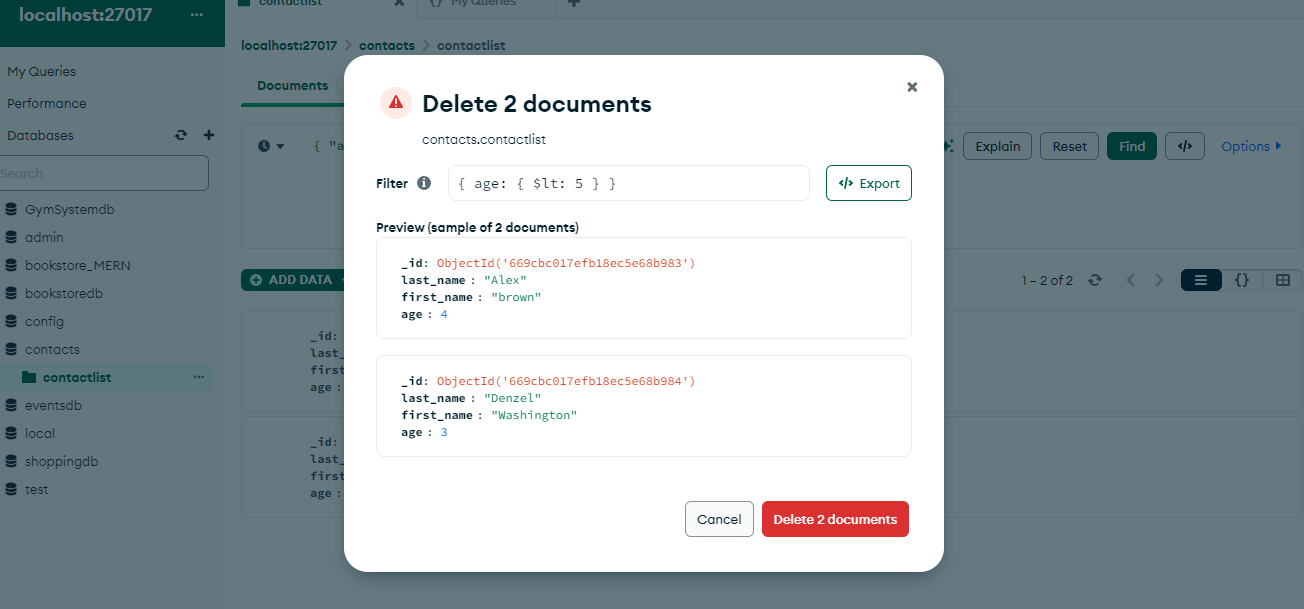 localhost:27017
contactlist
My Queries
localhost:27017 > contacts > contactlist
My Queries
Performance
Databases
Search
GymSystemdb
admin
bookstore_MERN
bookstoredb
config
contacts
contactlist
eventsdb
local
shoppingdb
test
Documents
{ "a
Explain
Reset
Find
Options
ADD DATA
1 – 2 of 2
_id:
last_
first
age :
_id:
last_
first
age :
Delete 2 documents
contacts.contactlist
Filter
{ age: { $lt: 5 } }
Export
Preview (sample of 2 documents)
_id: ObjectId('669cbc017efb18ec5e68b983')
last_name : "Alex"
first_name : "brown"
age : 4
_id: ObjectId('669cbc017efb18ec5e68b984')
last_name : "Denzel"
first_name : "Washington"
age : 3
Cancel
Delete 2 documents